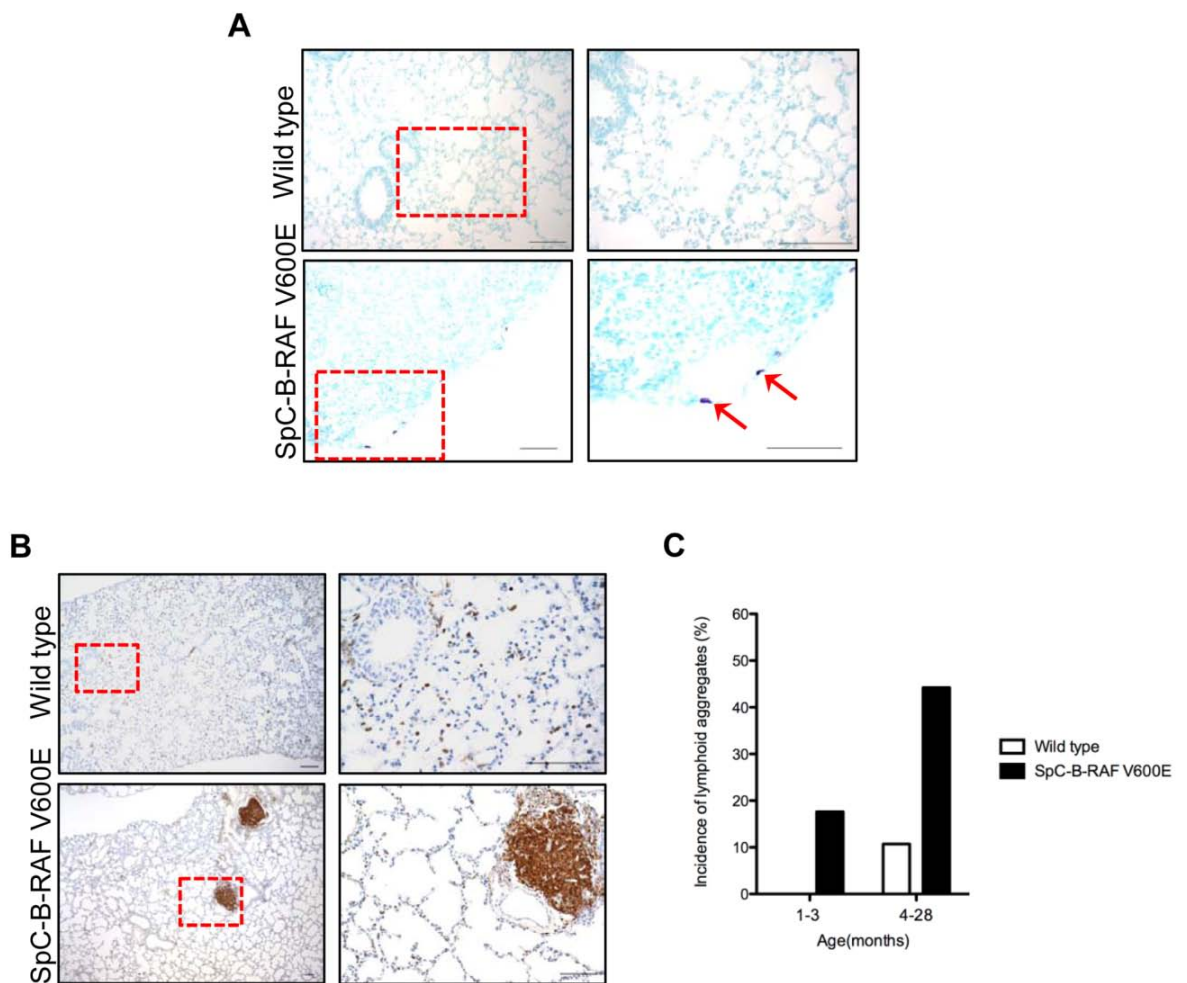 A
Wild type
SpC-B-RAF V600E
B
Wild type
SpC-B-RAF V600E
C
Incidence of lymphoid aggregates (%)
60
50
40
30
20
10
0
1-3
4-28
Age(months)
Wild type
SpC-B-RAF V600E